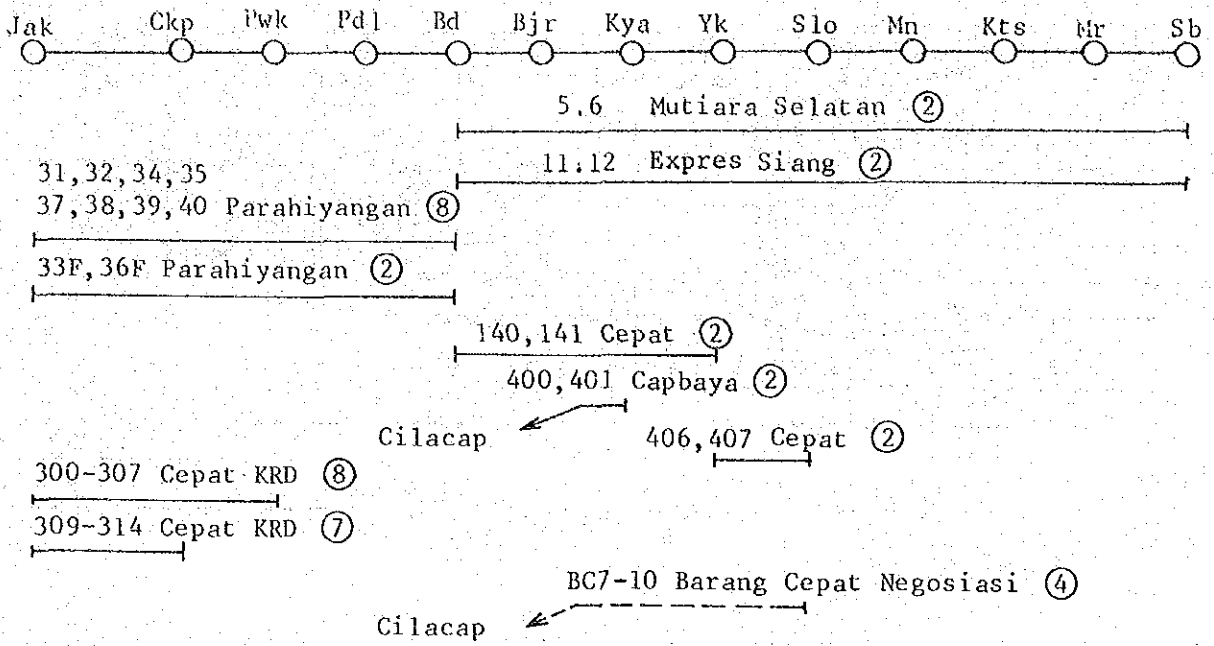 Jak Ckp Pwk Pdl Bd Bjr Kya Yk Slo Mn Kts Mr Sb
5.6 Mutiara Selatan ②
11.12 Expres Siang ②
31,32,34,35
37,38,39,40 Parahiyangan ⑧
33F,36F Parahiyangan ②
140,141 Cepat ②
400,401 Capbaya ②
Cilacap
406,407 Cepat ②
300-307 Cepat KRD ⑧
309-314 Cepat KRD ⑦
BC7-10 Barang Cepat Negosiasi ④
Cilacap